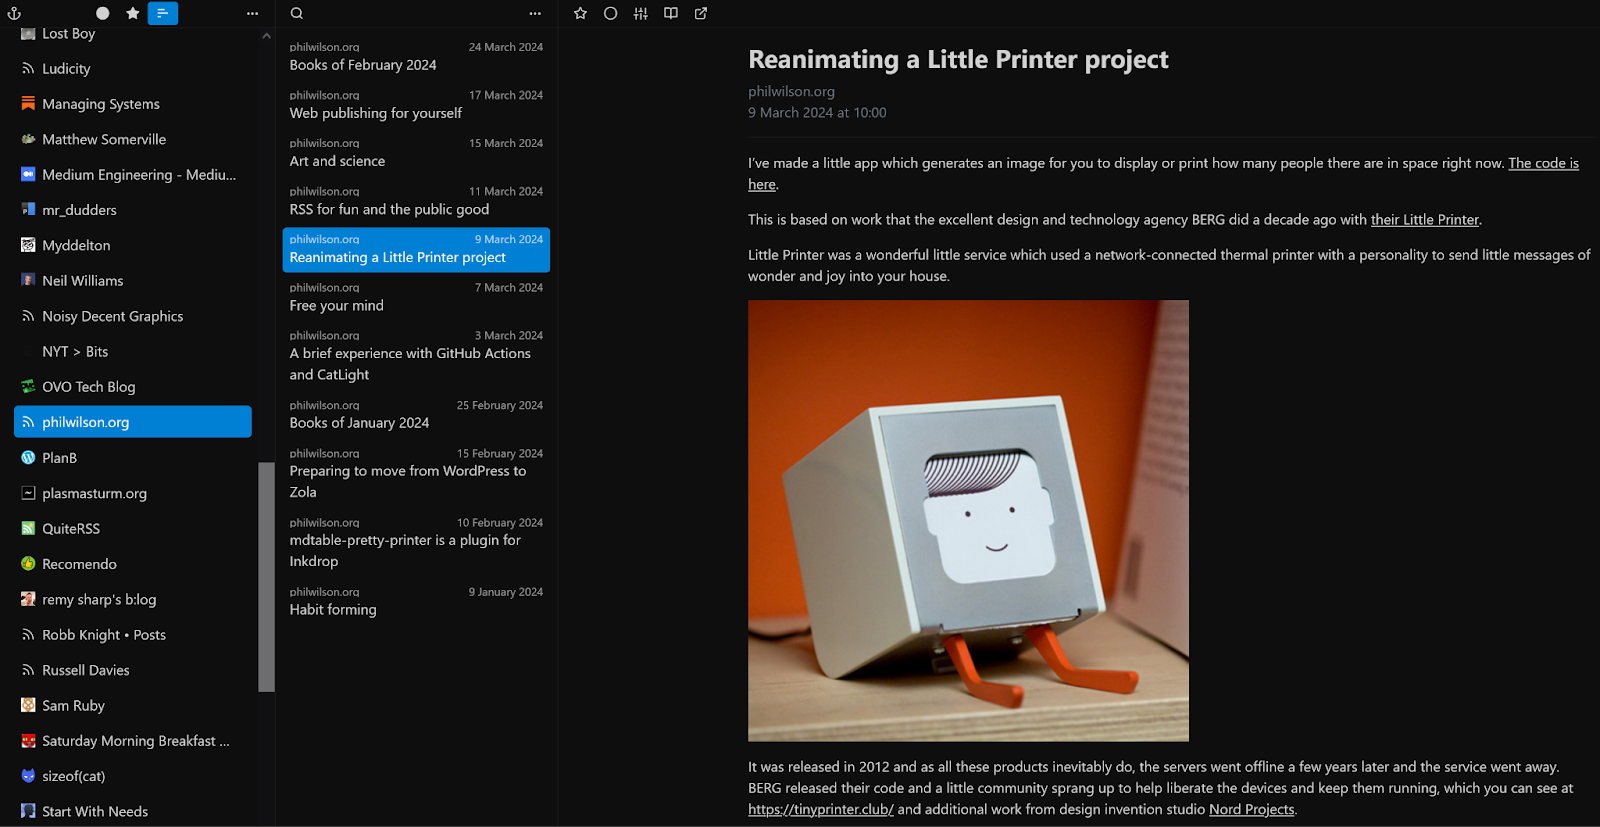 Lost Boy
Ludicity
Managing Systems
Matthew Somerville
Medium Engineering - Mediu...
mr_dudders
Myddelton
Neil Williams
Noisy Decent Graphics
NYT > Bits
OVO Tech Blog
philwilson.org
PlanB
plasmasturm.org
QuiteRSS
Recomendo
remy sharp's b:log
Robb Knight • Posts
Russell Davies
Sam Ruby
Saturday Morning Breakfast ...
sizeof(cat)
Start With Needs
philwilson.org 24 March 2024
Books of February 2024
philwilson.org 17 March 2024
Web publishing for yourself
philwilson.org 15 March 2024
Art and science
philwilson.org 11 March 2024
RSS for fun and the public good
philwilson.org 9 March 2024
Reanimating a Little Printer project
philwilson.org 7 March 2024
Free your mind
philwilson.org 3 March 2024
A brief experience with GitHub Actions
and CatLight
philwilson.org 25 February 2024
Books of January 2024
philwilson.org 15 February 2024
Preparing to move from WordPress to
Zola
philwilson.org 10 February 2024
mdtable-pretty-printer is a plugin for
Inkdrop
philwilson.org 9 January 2024
Habit forming
Reanimating a Little Printer project
philwilson.org
9 March 2024 at 10:00
I've made a little app which generates an image for you to display or print how many people there are in space right now. The code is
here.
This is based on work that the excellent design and technology agency BERG did a decade ago with their Little Printer.
Little Printer was a wonderful little service which used a network-connected thermal printer with a personality to send little messages of
wonder and joy into your house.
It was released in 2012 and as all these products inevitably do, the servers went offline a few years later and the service went away.
BERG released their code and a little community sprang up to help liberate the devices and keep them running, which you can see at
https://tinyprinter.club/ and additional work from design invention studio Nord Projects.